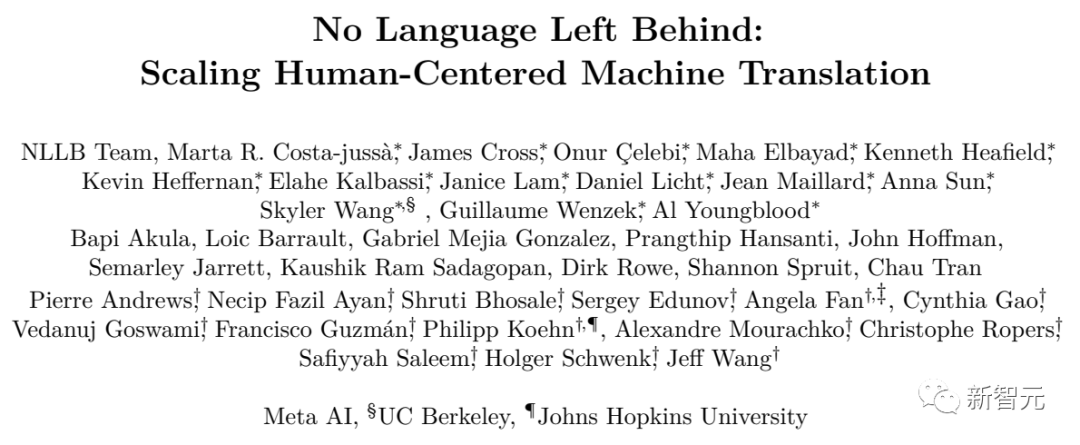 No Language Left Behind:
Scaling Human-Centered Machine Translation
NLLB Team, Marta R. Costa-jussà,* James Cross,* Onur Çelebi,* Maha Elbayad,* Kenneth Heafield,*
Kevin Heffernan,* Elahe Kalbassi,* Janice Lam,* Daniel Licht,* Jean Maillard,* Anna Sun,*
Skyler Wang*,§ , Guillaume Wenzek,* Al Youngblood*
Bapi Akula, Loic Barrault, Gabriel Mejia Gonzalez, Prangthip Hansanti, John Hoffman,
Semarley Jarrett, Kaushik Ram Sadagopan, Dirk Rowe, Shannon Spruit, Chau Tran
Pierre Andrews,† Necip Fazil Ayan,† Shruti Bhosale,† Sergey Edunov,† Angela Fan†,‡, Cynthia Gao,†
Vedanuj Goswami,† Francisco Guzmán,† Philipp Koehn†,¶, Alexandre Mourachko,† Christophe Ropers,†
Safiyyah Saleem,† Holger Schwenk,† Jeff Wang†
Meta AI, §UC Berkeley, ¶Johns Hopkins University
新智元